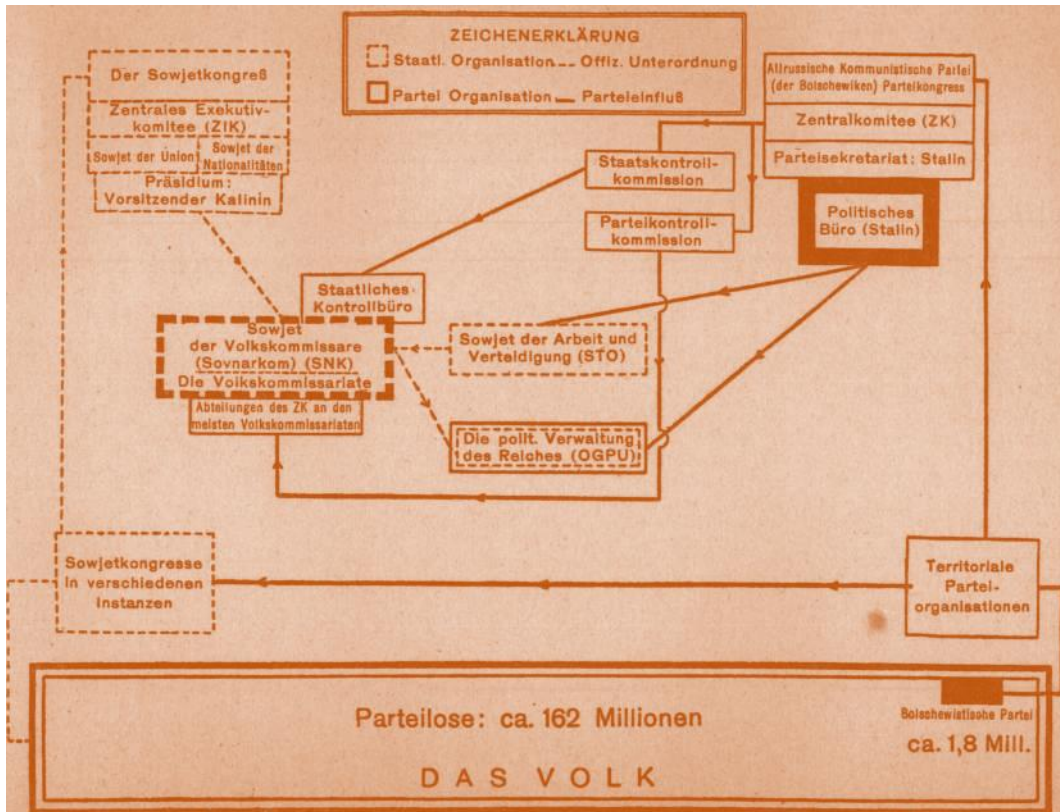 ZEICHENERKLÄRUNG
Staatl. Organisation
Offiz. Unterordnung
Partei Organisation
Parteieinfluß
Der Sowjetkongreß
Zentrales Exekutiv-
komitee (ZIK)
Sowjet der Union
Sowjet der
Nationalitäten
Präsidium:
Vorsitzender Kalinin
Allrussische Kommunistische Partei
(der Bolschewiken) Parteikongress
Zentralkomitee (ZK)
Parteisekretariat: Stalin
Politisches
Büro (Stalin)
Staatskontroll-
kommission
Parteikontroll-
kommission
Staatliches
Kontrollbüro
Sowjet
der Volkskommissare
(Sovnarkom) (SNK)
Die Volkskommissariate
Abteilungen des ZK an den
meisten Volkskommissariaten
Sowjet der Arbeit und
Verteidigung (STO)
Die polit. Verwaltung
des Reiches (OGPU)
Sowjetkongresse
in verschiedenen
Instanzen
Territoriale
Partei-
organisationen
Parteilose: ca. 162 Millionen
Bolschewistische Partei
ca. 1,8 Mill.
DAS VOLK